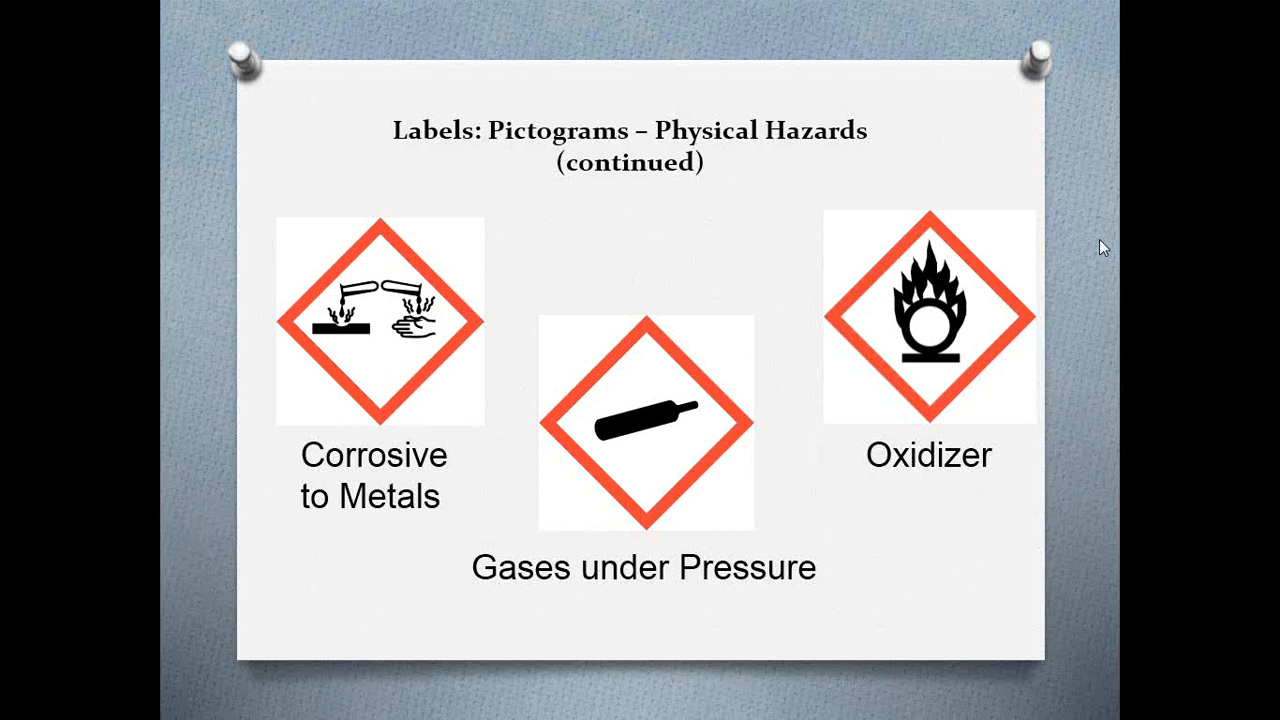 Labels: Pictograms – Physical Hazards
(continued)
Corrosive
to Metals
Gases under Pressure
Oxidizer